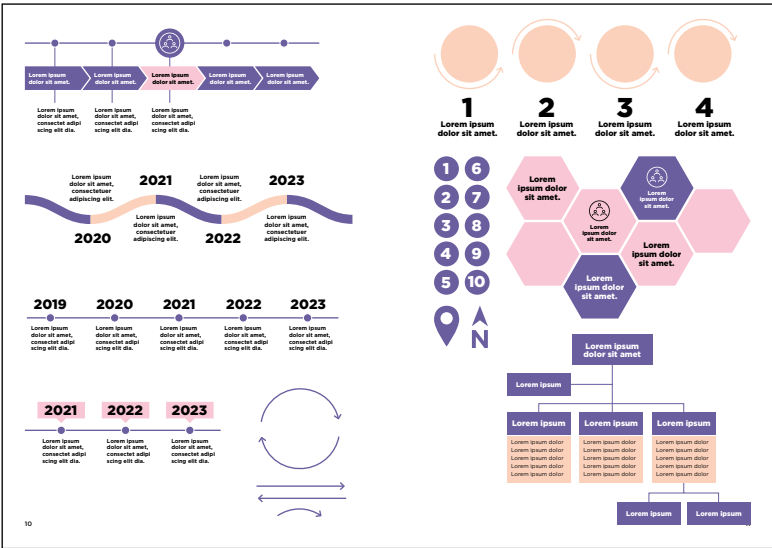 Lorem ipsum
dolor sit amet.
Lorem ipsum
dolor sit amet.
Lorem ipsum
dolor sit amet.
Lorem ipsum
dolor sit amet.
Lorem ipsum
dolor sit amet.
Lorem ipsum
dolor sit amet,
consectet adipi
scing elit dia.
Lorem ipsum
dolor sit amet,
consectet adipi
scing elit dia.
Lorem ipsum
dolor sit amet,
consectet adipi
scing elit dia.
Lorem ipsum
dolor sit amet,
consectetuer
adipiscing elit.
2021
Lorem ipsum
dolor sit amet,
consectetuer
adipiscing elit.
2023
2020
Lorem ipsum
dolor sit amet,
consectetuer
adipiscing elit.
2022
Lorem ipsum
dolor sit amet,
consectetuer
adipiscing elit.
2019
2020
2021
2022
2023
Lorem ipsum
dolor sit amet,
consectet adipi
scing elit dia.
Lorem ipsum
dolor sit amet,
consectet adipi
scing elit dia.
Lorem ipsum
dolor sit amet,
consectet adipi
scing elit dia.
Lorem ipsum
dolor sit amet,
consectet adipi
scing elit dia.
Lorem ipsum
dolor sit amet,
consectet adipi
scing elit dia.
2021
2022
2023
Lorem ipsum
dolor sit amet,
consectet adipi
scing elit dia.
Lorem ipsum
dolor sit amet,
consectet adipi
scing elit dia.
Lorem ipsum
dolor sit amet,
consectet adipi
scing elit dia.
10
1
Lorem ipsum
dolor sit amet.
2
Lorem ipsum
dolor sit amet.
3
Lorem ipsum
dolor sit amet.
4
Lorem ipsum
dolor sit amet.
1 6
2 7
3 8
4 9
5 10
N
Lorem
ipsum dolor
sit amet.
Lorem
ipsum dolor
sit amet.
Lorem
ipsum dolor
sit amet.
Lorem
ipsum dolor
sit amet.
Lorem
ipsum dolor
sit amet.
Lorem ipsum
dolor sit amet
Lorem ipsum
Lorem ipsum
Lorem ipsum dolor
Lorem ipsum dolor
Lorem ipsum dolor
Lorem ipsum dolor
Lorem ipsum dolor
Lorem ipsum
Lorem ipsum dolor
Lorem ipsum dolor
Lorem ipsum dolor
Lorem ipsum dolor
Lorem ipsum dolor
Lorem ipsum
Lorem ipsum dolor
Lorem ipsum dolor
Lorem ipsum dolor
Lorem ipsum dolor
Lorem ipsum dolor
Lorem ipsum
Lorem ipsum